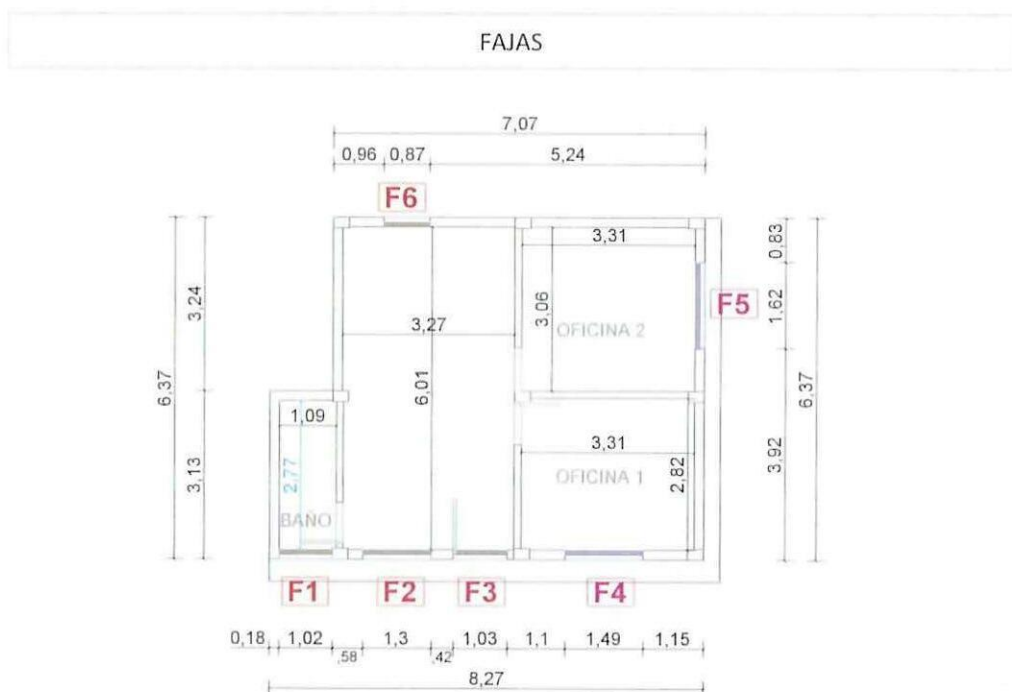 FAJAS
7,07
0,96 0,87 5,24
F6
3,31
0,83
3,24
F5
1,62
3,06
OFICINA 2
3,27
6,37
6,01
6,37
1,09
3,31
3,92
2,77
3,13
OFICINA 1
2,82
BAÑO
F1 F2 F3 F4
0,18 1,02 ,58 1,3 ,42 1,03 1,1 1,49 1,15
8,27